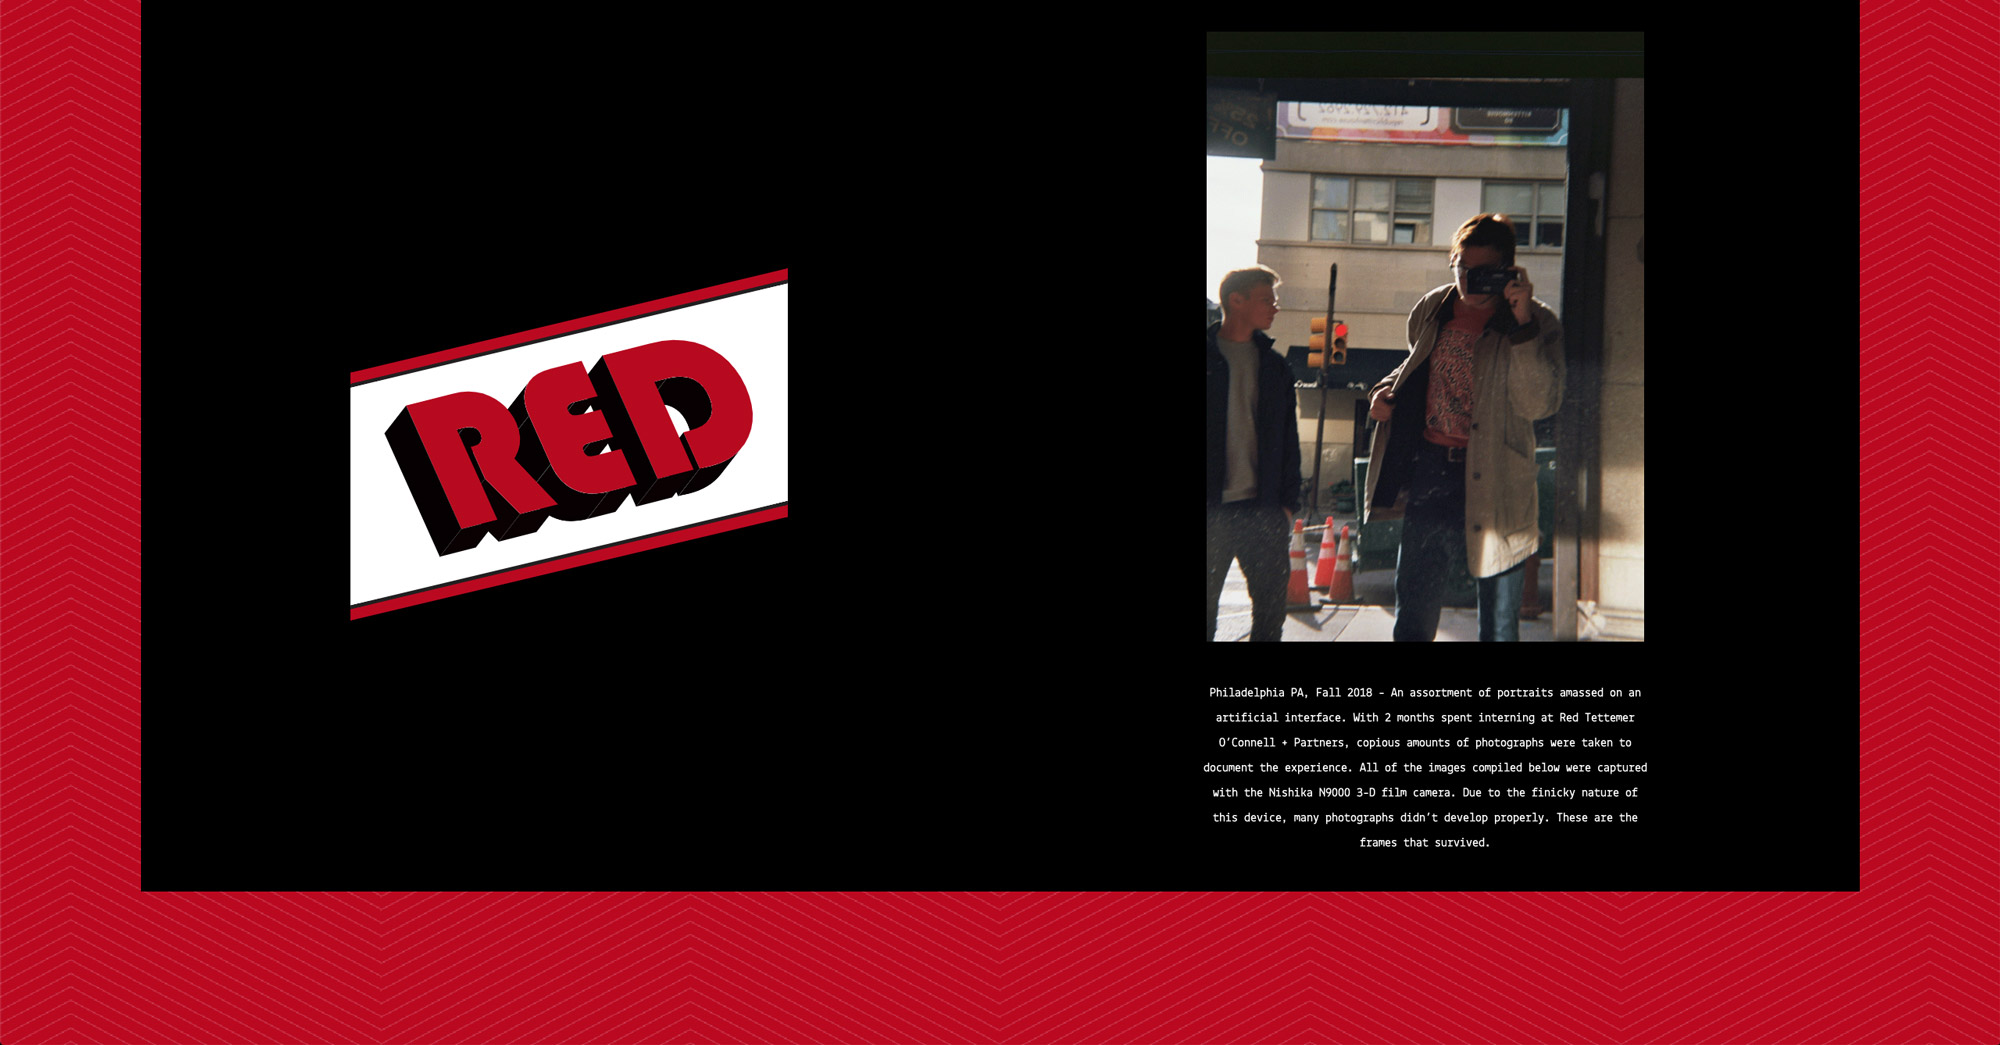 RED
Philadelphia PA, Fall 2018 - An assortment of portraits amassed on an
artificial interface. With 2 months spent interning at Red Tettemer
O'Connell + Partners, copious amounts of photographs were taken to
document the experience. All of the images compiled below were captured
with the Nishika N9000 3-D film camera. Due to the finicky nature of
this device, many photographs didn't develop properly. These are the
frames that survived.